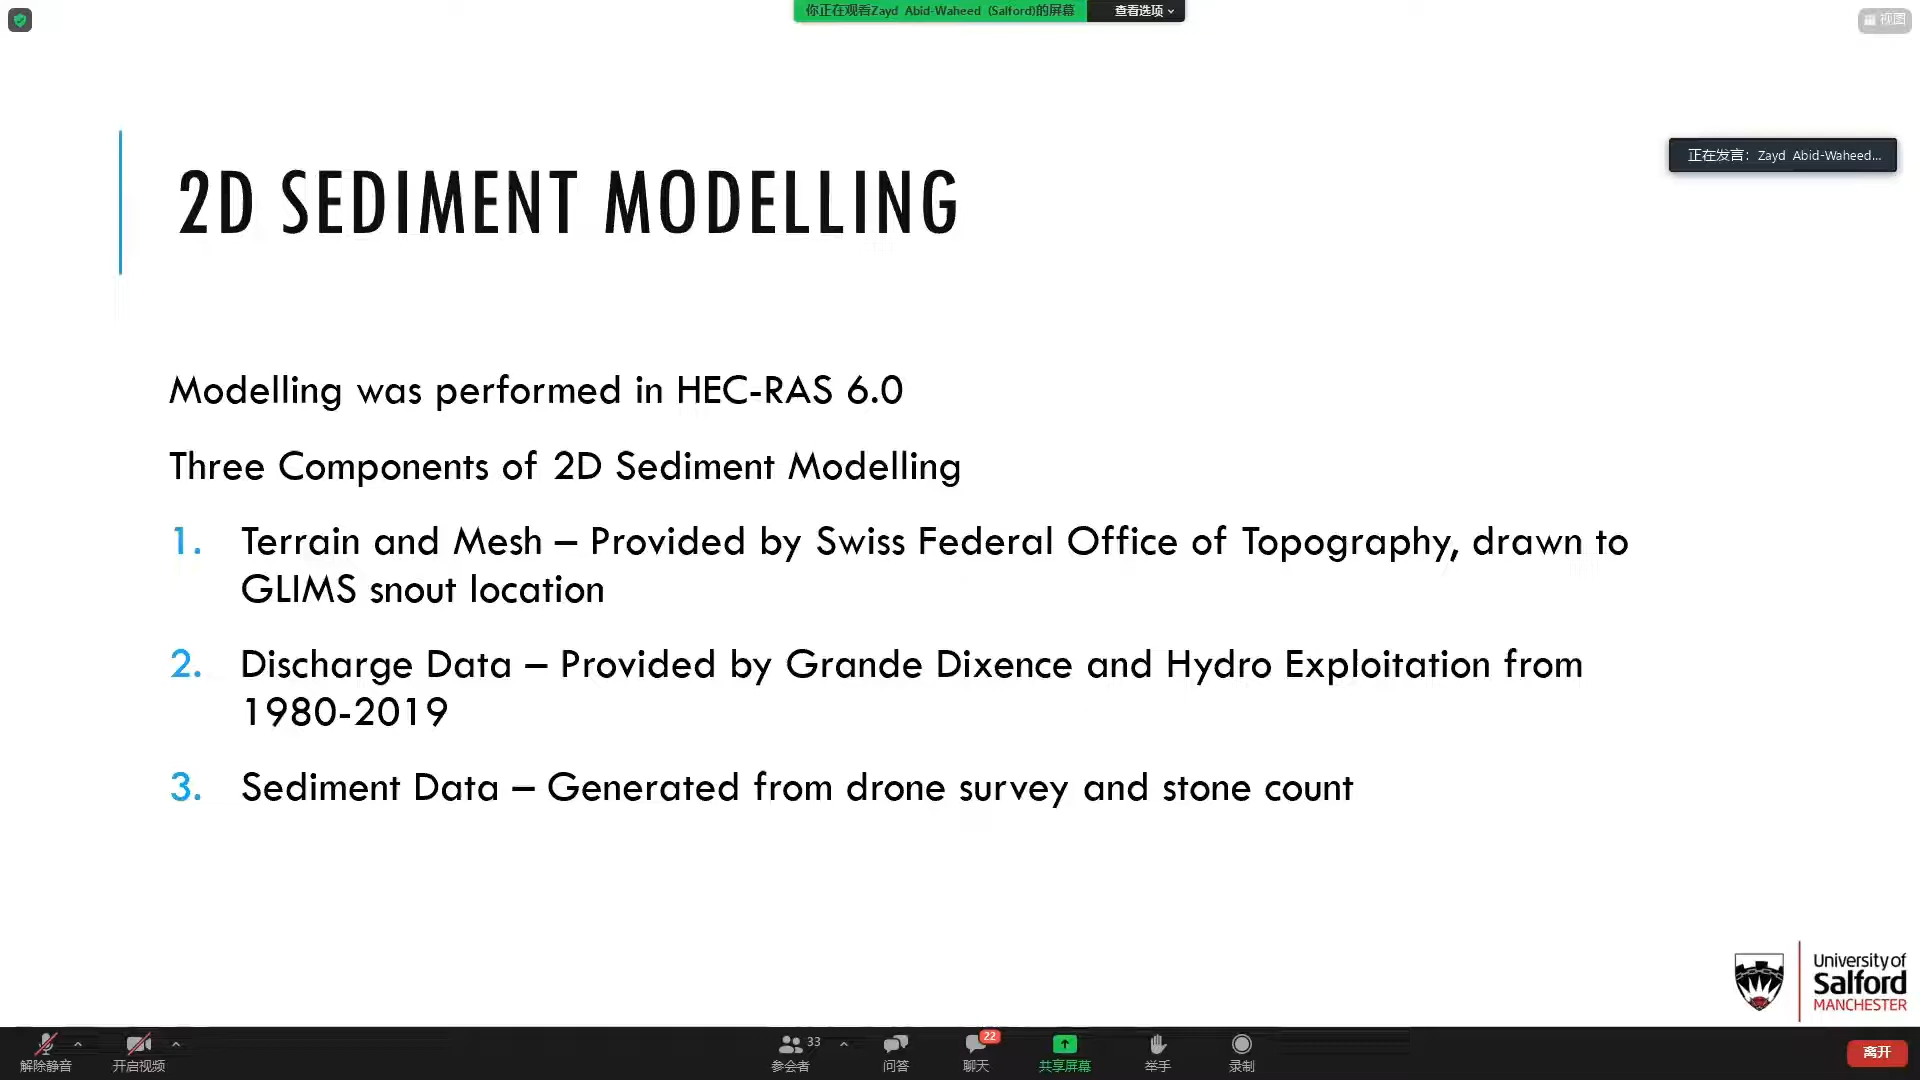 你正在观看Zayd Abid-Waheed (Salford)的屏幕
查看选项
视图
正在发言: Zayd Abid-Waheed...
2D SEDIMENT MODELLING
Modelling was performed in HEC-RAS 6.0
Three Components of 2D Sediment Modelling
1. Terrain and Mesh – Provided by Swiss Federal Office of Topography, drawn to
GLIMS snout location
2. Discharge Data – Provided by Grande Dixence and Hydro Exploitation from
1980-2019
3. Sediment Data – Generated from drone survey and stone count
University of
Salford
MANCHESTER
解除静音
开启视频
33
参会者
问答
22
聊天
共享屏幕
举手
录制
离开